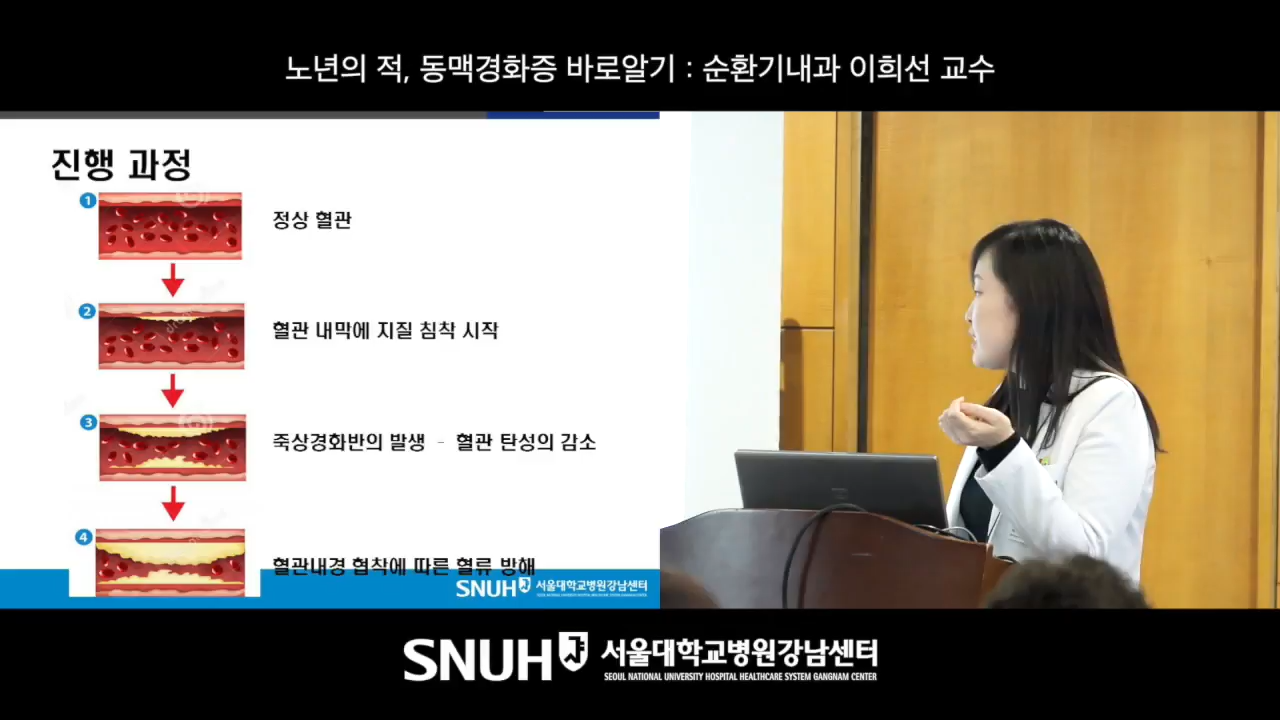 노년의 적, 동맥경화증 바로알기 : 순환기내과 이희선 교수
진행 과정
1
정상 혈관
2
혈관 내막에 지질 침착 시작
3
죽상경화반의 발생 - 혈관 탄성의 감소
4
혈관내경 협착에 따른 혈류 방해
SNUH 서울대학교병원강남센터
SNUH 서울대학교병원강남센터
SEOUL NATIONAL UNIVERSITY HOSPITAL HEALTHCARE SYSTEM GANGNAM CENTER